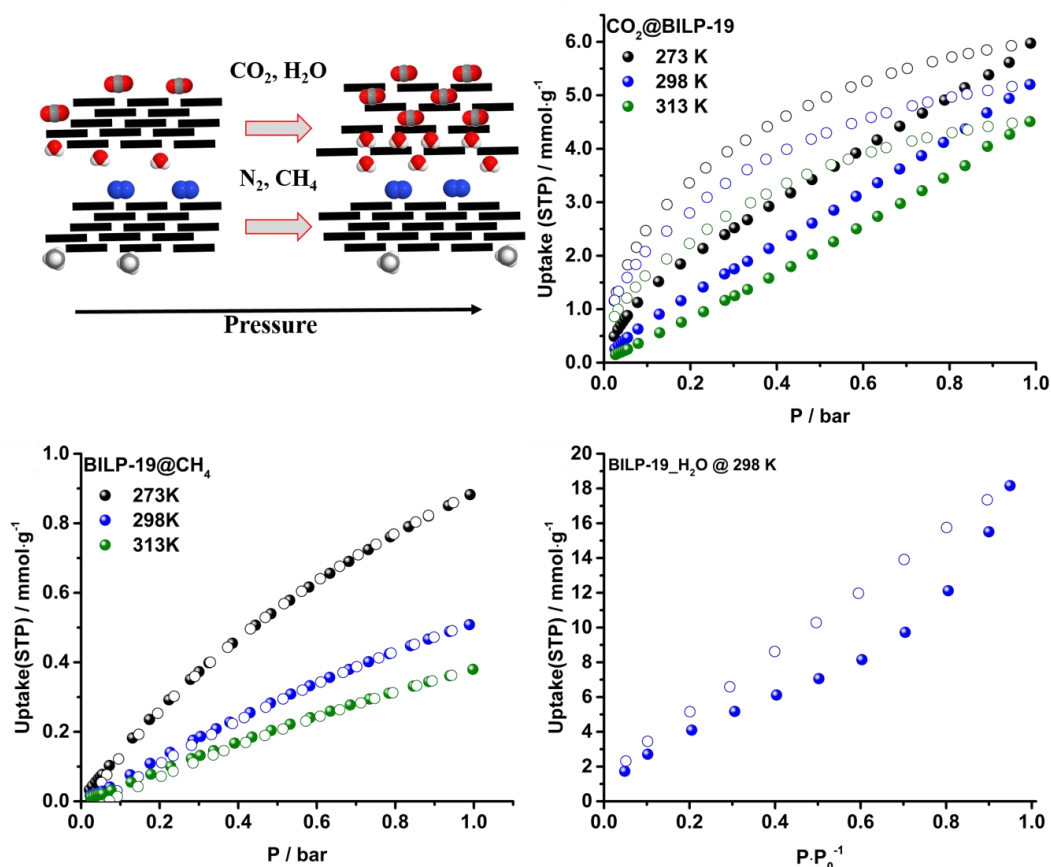 CO₂, H₂O
N₂, CH₄
Pressure
CO₂@BILP-19
273 K
298 K
313 K
Uptake (STP) / mmol·g⁻¹
6.0
5.0
4.0
3.0
2.0
1.0
0.0
0.0 0.2 0.4 0.6 0.8 1.0
P / bar
BILP-19@CH₄
273K
298K
313K
Uptake(STP) / mmol·g⁻¹
1.0
0.8
0.6
0.4
0.2
0.0
0.0 0.2 0.4 0.6 0.8 1.0
P / bar
BILP-19_H₂O @ 298 K
Uptake(STP) / mmol·g⁻¹
20
18
16
14
12
10
8
6
4
2
0
0.0 0.2 0.4 0.6 0.8 1.0
P·P₀⁻¹